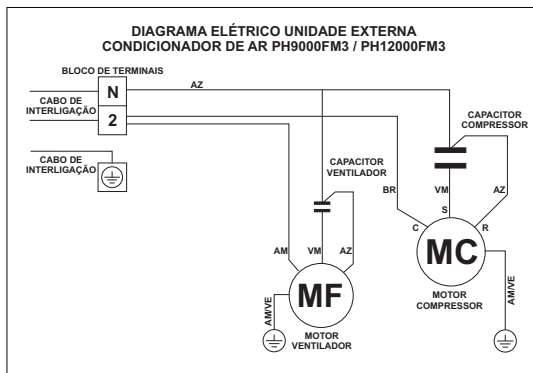 DIAGRAMA ELÉTRICO UNIDADE EXTERNA
CONDICIONADOR DE AR PH9000FM3 / PH12000FM3
BLOCO DE TERMINAIS
N
AZ
CABO DE
INTERLIGAÇÃO
2
CAPACITOR
COMPRESSOR
CABO DE
INTERLIGAÇÃO
CAPACITOR
VENTILADOR
BR
VM
AZ
S
C
R
MC
AM
VM
AZ
MF
MOTOR
COMPRESSOR
AM/VE
AM/VE
MOTOR
VENTILADOR